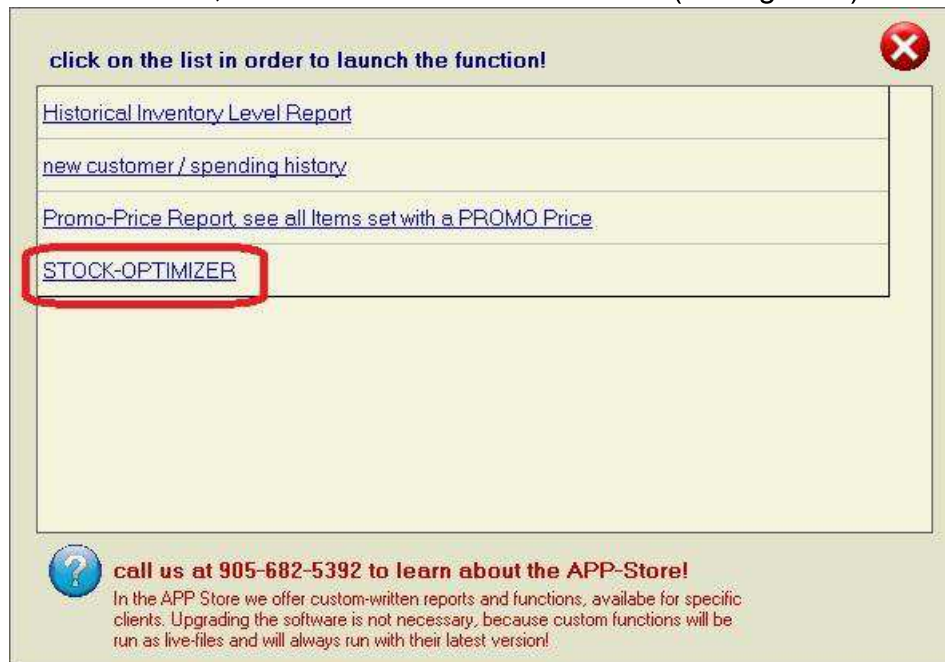 click on the list in order to launch the function!
Historical Inventory Level Report
new customer / spending history
Promo-Price Report, see all Items set with a PROMO Price
STOCK-OPTIMIZER
call us at 905-682-5392 to learn about the APP-Store!
In the APP Store we offer custom-written reports and functions, availabe for specific
clients. Upgrading the software is not necessary, because custom functions will be
run as live-files and will always run with their latest version!